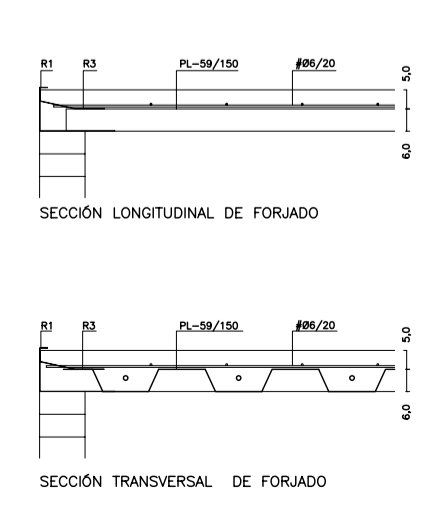 R1 R3 PL-59/150 #Ø6/20
5,0
6,0
SECCIÓN LONGITUDINAL DE FORJADO
R1 R3 PL-59/150 #Ø6/20
5,0
6,0
SECCIÓN TRANSVERSAL DE FORJADO